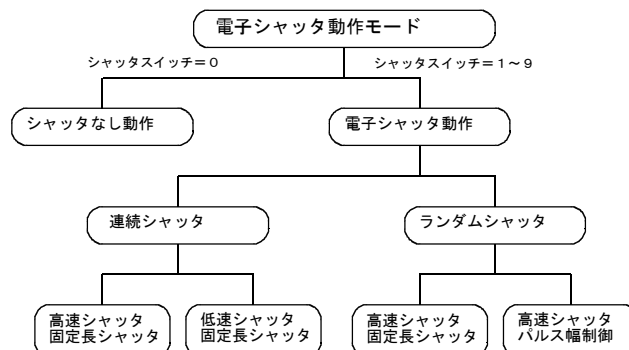 電子シャッタ動作モード
シャッタスイッチ＝０
シャッタスイッチ＝１～９
シャッタなし動作
電子シャッタ動作
連続シャッタ
ランダムシャッタ
高速シャッタ
固定長シャッタ
低速シャッタ
固定長シャッタ
高速シャッタ
固定長シャッタ
高速シャッタ
パルス幅制御